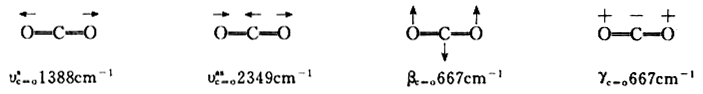 O=C=O O=C=O O=C=O + − +
O=C=O
υˢc=o1388cm⁻¹ υᵃˢc=o2349cm⁻¹ βc=o667cm⁻¹ γc=o667cm⁻¹